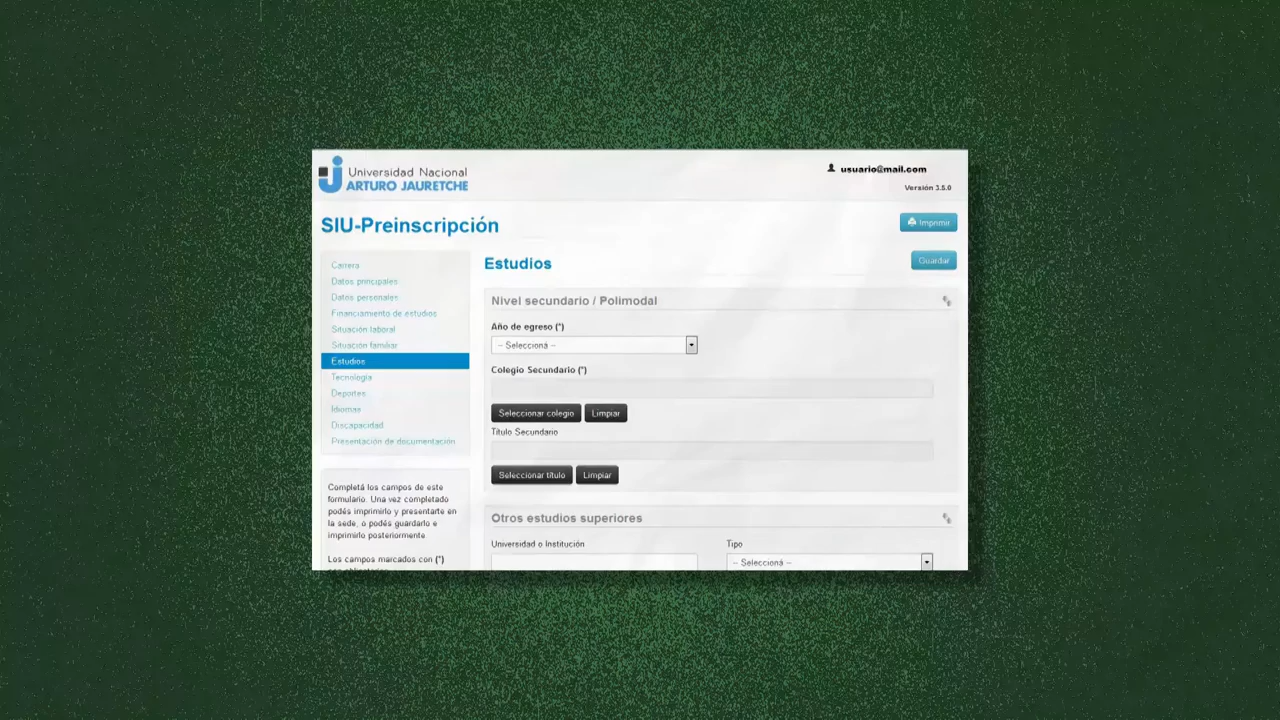 Universidad Nacional
ARTURO JAURETCHE
usuario@mail.com
Versión 3.5.0
SIU-Preinscripción
Imprimir
Carrera
Datos principales
Datos personales
Financiamiento de estudios
Situación laboral
Situación familiar
Estudios
Tecnología
Deportes
Idiomas
Discapacidad
Presentación de documentación
Completá los campos de este
formulario. Una vez completado
podés imprimirlo y presentarte en
la sede, o podés guardarlo e
imprimirlo posteriormente
Los campos marcados con (*)
Estudios
Guardar
Nivel secundario / Polimodal
Año de egreso (*)
-- Seleccioná --
Colegio Secundario (*)
Seleccionar colegio Limpiar
Título Secundario
Seleccionar título Limpiar
Otros estudios superiores
Universidad o Institución Tipo
-- Seleccioná --